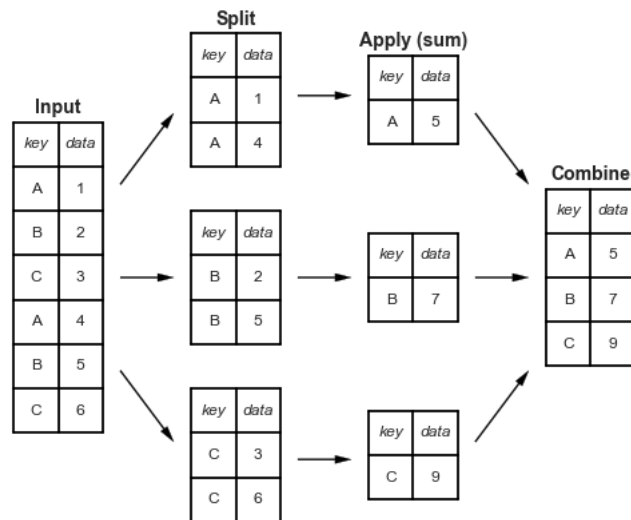 Input
key data
A 1
B 2
C 3
A 4
B 5
C 6
Split
key data
A 1
A 4
key data
B 2
B 5
key data
C 3
C 6
Apply (sum)
key data
A 5
key data
B 7
key data
C 9
Combine
key data
A 5
B 7
C 9